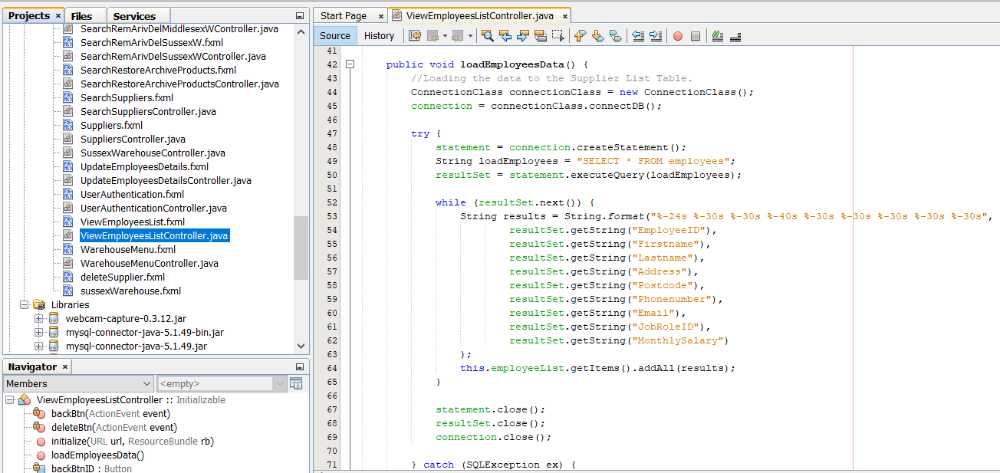 Projects × Files Services
SearchRemArivDelMiddlesexWController.java
SearchRemArivDelSussexW.fxml
SearchRemArivDelSussexWController.java
SearchRestoreArchiveProducts.fxml
SearchRestoreArchiveProductsController.java
SearchSuppliers.fxml
SearchSuppliersController.java
Suppliers.fxml
SuppliersController.java
SussexWarehouseController.java
UpdateEmployeesDetails.fxml
UpdateEmployeesDetailsController.java
UserAuthentication.fxml
UserAuthenticationController.java
ViewEmployeesList.fxml
ViewEmployeesListController.java
WarehouseMenu.fxml
WarehouseMenuController.java
deleteSupplier.fxml
sussexWarehouse.fxml
Libraries
webcam-capture-0.3.12.jar
mysql-connector-java-5.1.49-bin.jar
mysql-connector-java-5.1.49.jar
Navigator ×
Members <empty>
ViewEmployeesListController :: Initializable
backBtn(ActionEvent event)
deleteBtn(ActionEvent event)
initialize(URL url, ResourceBundle rb)
loadEmployeesData()
backBtnID : Button
Start Page × ViewEmployeesListController.java ×
Source History
41
42 public void loadEmployeesData() {
43 //Loading the data to the Supplier List Table.
44 ConnectionClass connectionClass = new ConnectionClass();
45 connection = connectionClass.connectDB();
46
47 try {
48 statement = connection.createStatement();
49 String loadEmployees = "SELECT * FROM employees";
50 resultSet = statement.executeQuery(loadEmployees);
51
52 while (resultSet.next()) {
53 String results = String.format("%-24s %-30s %-30s %-40s %-30s %-30s %-30s %-30s %-30s",
54 resultSet.getString("EmployeeID"),
55 resultSet.getString("Firstname"),
56 resultSet.getString("Lastname"),
57 resultSet.getString("Address"),
58 resultSet.getString("Postcode"),
59 resultSet.getString("Phonenumber"),
60 resultSet.getString("Email"),
61 resultSet.getString("JobRoleID"),
62 resultSet.getString("MonthlySalary")
63 );
64 this.employeeList.getItems().addAll(results);
65 }
66
67 statement.close();
68 resultSet.close();
69 connection.close();
70
71 } catch (SQLException ex) {